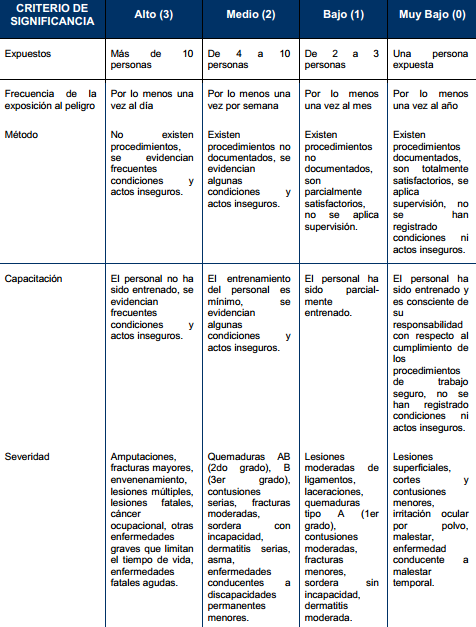 CRITERIO DE
SIGNIFICANCIA
Alto (3)
Medio (2)
Bajo (1)
Muy Bajo (0)
Expuestos
Más de 10
personas
De 4 a 10
personas
De 2 a 3
personas
Una persona
expuesta
Frecuencia de la
exposición al peligro
Por lo menos una
vez al día
Por lo menos una
vez por semana
Por lo menos
una vez al mes
Por lo menos
una vez al año
Método
No existen
procedimientos,
se evidencian
frecuentes
condiciones y
actos inseguros.
Existen
procedimientos no
documentados, se
evidencian
algunas
condiciones y
actos inseguros.
Existen
procedimientos
no
documentados,
son
parcialmente
satisfactorios,
no se aplica
supervisión.
Existen
procedimientos
documentados,
son totalmente
satisfactorios, se
aplica
supervisión, no
se han
registrado
condiciones ni
actos inseguros.
Capacitación
El personal no ha
sido entrenado, se
evidencian
frecuentes
condiciones y
actos inseguros.
El entrenamiento
del personal es
mínimo, se
evidencian
algunas
condiciones y
actos inseguros.
El personal ha
sido parcial-
mente
entrenado.
El personal ha
sido entrenado y
es consciente de
su
responsabilidad
con respecto al
cumplimiento de
los
procedimientos
de trabajo
seguro, no se
han registrado
condiciones ni
actos inseguros.
Severidad
Amputaciones,
fracturas mayores,
envenenamiento,
lesiones múltiples,
lesiones fatales,
cáncer
ocupacional, otras
enfermedades
graves que limitan
el tiempo de vida,
enfermedades
fatales agudas.
Quemaduras AB
(2do grado), B
(3er grado),
contusiones
serias, fracturas
moderadas,
sordera con
incapacidad,
dermatitis serias,
asma,
enfermedades
conducentes a
discapacidades
permanentes
menores.
Lesiones
moderadas de
ligamentos,
laceraciones,
quemaduras
tipo A (1er
grado),
contusiones
moderadas,
fracturas
menores,
sordera sin
incapacidad,
dermatitis
moderada.
Lesiones
superficiales,
cortes y
contusiones
menores,
irritación ocular
por polvo,
malestar,
enfermedad
conducente a
malestar
temporal.